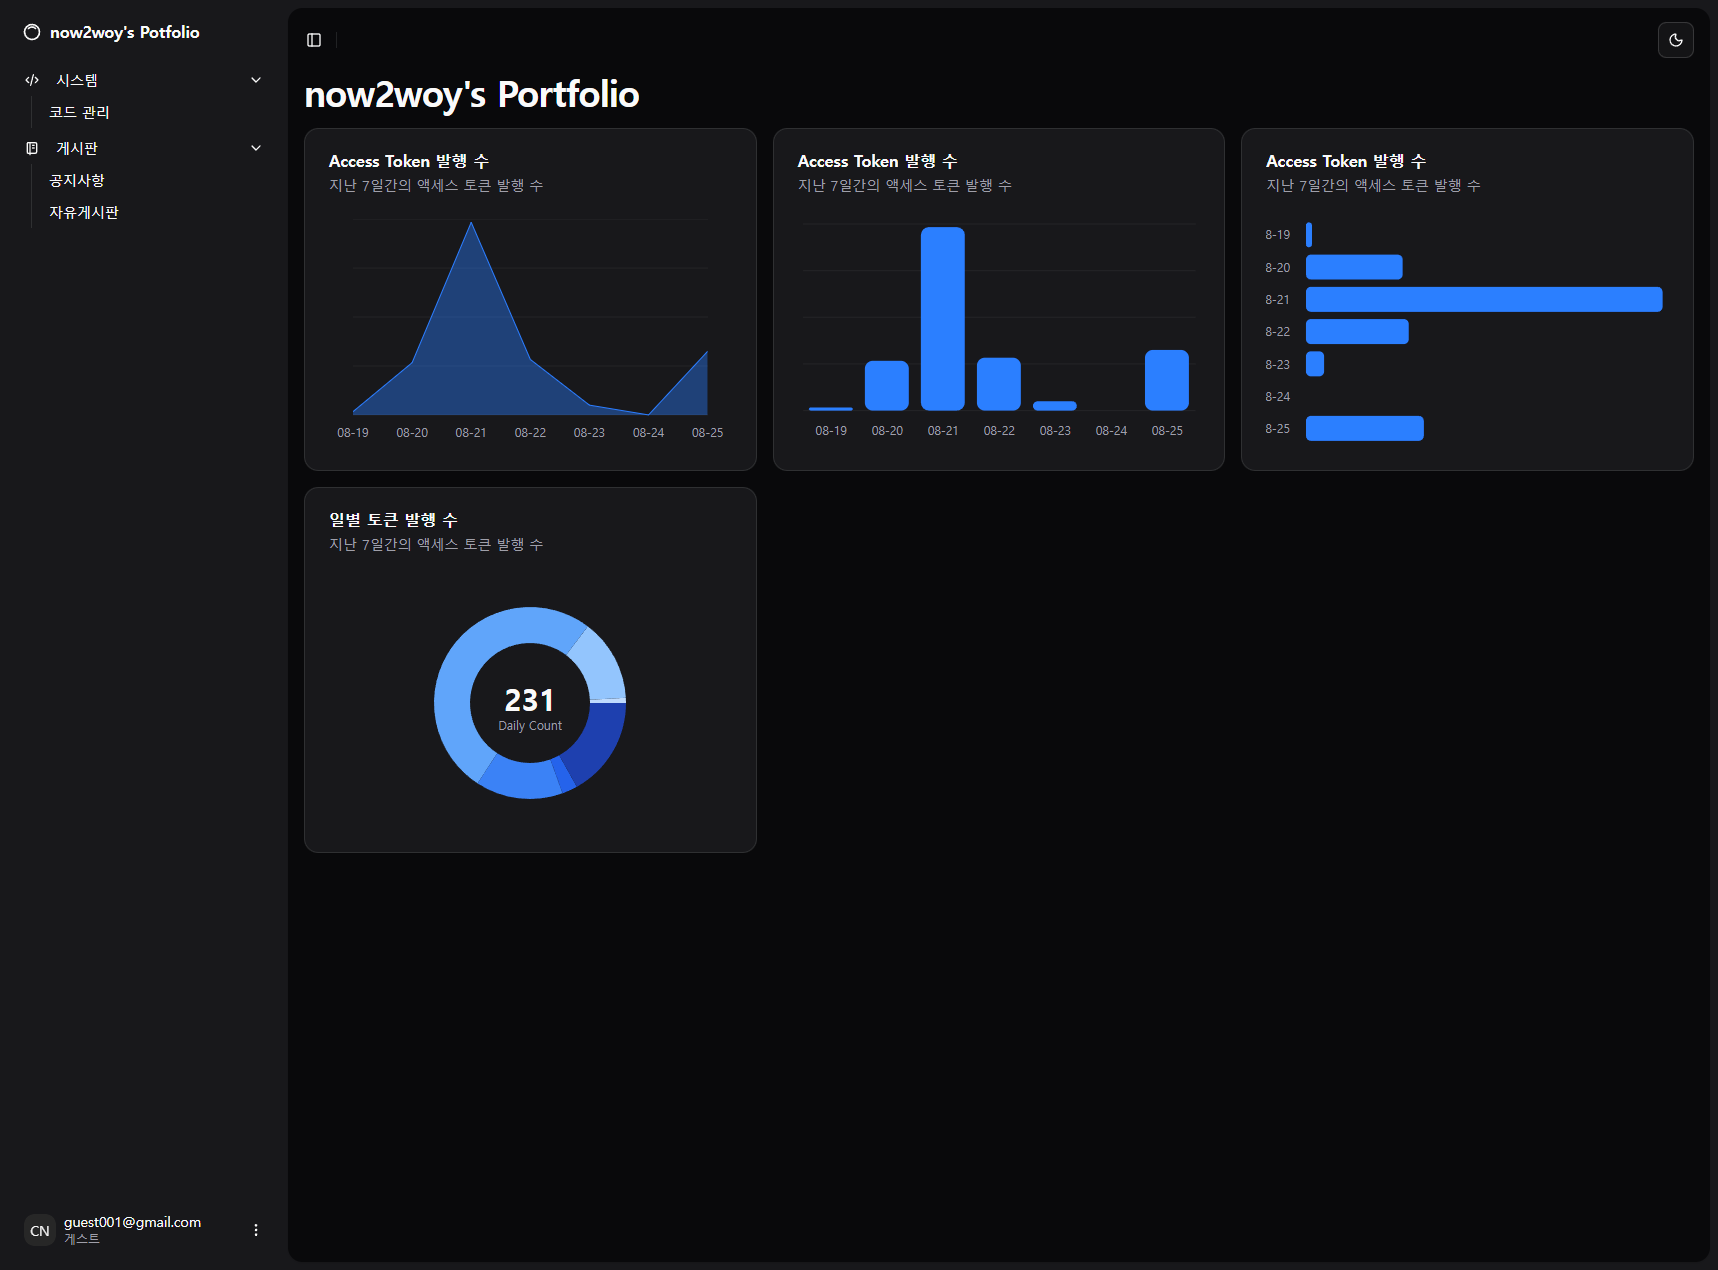 now2woy's Potfolio
시스템
코드 관리
게시판
공지사항
자유게시판
now2woy's Portfolio
Access Token 발행 수
지난 7일간의 액세스 토큰 발행 수
08-19 08-20 08-21 08-22 08-23 08-24 08-25
Access Token 발행 수
지난 7일간의 액세스 토큰 발행 수
08-19 08-20 08-21 08-22 08-23 08-24 08-25
Access Token 발행 수
지난 7일간의 액세스 토큰 발행 수
8-19
8-20
8-21
8-22
8-23
8-24
8-25
일별 토큰 발행 수
지난 7일간의 액세스 토큰 발행 수
231
Daily Count
CN
guest001@gmail.com
게스트